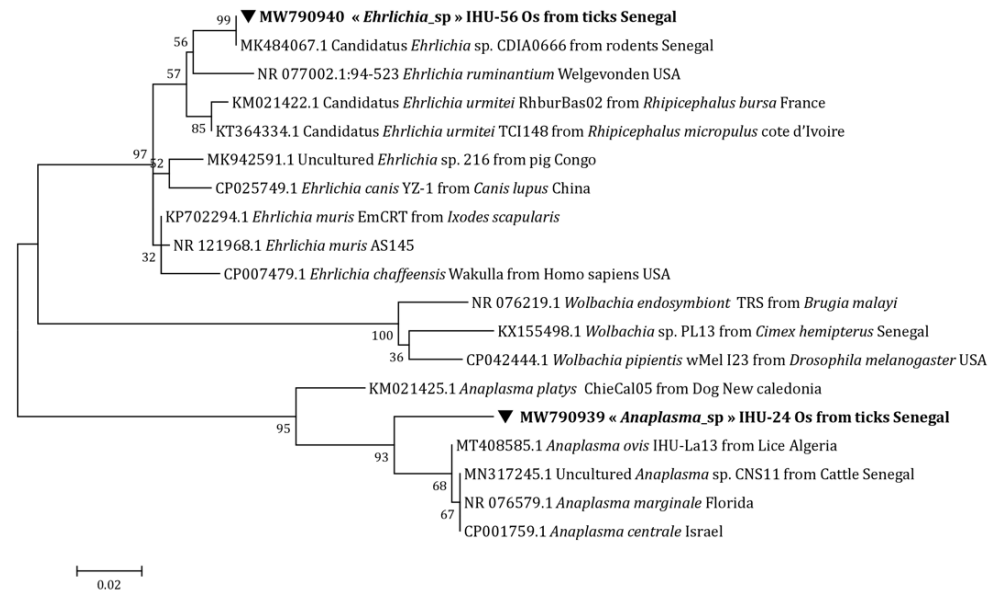 99
▼ MW790940 « Ehrlichia_sp » IHU-56 Os from ticks Senegal
56
MK484067.1 Candidatus Ehrlichia sp. CDIA0666 from rodents Senegal
57
NR 077002.1:94-523 Ehrlichia ruminantium Welgevonden USA
KM021422.1 Candidatus Ehrlichia urmitei RhburBas02 from Rhipicephalus bursa France
85
KT364334.1 Candidatus Ehrlichia urmitei TCI148 from Rhipicephalus micropulus cote d’Ivoire
97
52
MK942591.1 Uncultured Ehrlichia sp. 216 from pig Congo
CP025749.1 Ehrlichia canis YZ-1 from Canis lupus China
KP702294.1 Ehrlichia muris EmCRT from Ixodes scapularis
NR 121968.1 Ehrlichia muris AS145
32
CP007479.1 Ehrlichia chaffeensis Wakulla from Homo sapiens USA
NR 076219.1 Wolbachia endosymbiont TRS from Brugia malayi
100
KX155498.1 Wolbachia sp. PL13 from Cimex hemipterus Senegal
36
CP042444.1 Wolbachia pipientis wMel I23 from Drosophila melanogaster USA
KM021425.1 Anaplasma platys ChieCal05 from Dog New caledonia
95
▼ MW790939 « Anaplasma_sp » IHU-24 Os from ticks Senegal
93
MT408585.1 Anaplasma ovis IHU-La13 from Lice Algeria
68
MN317245.1 Uncultured Anaplasma sp. CNS11 from Cattle Senegal
67
NR 076579.1 Anaplasma marginale Florida
CP001759.1 Anaplasma centrale Israel
0.02